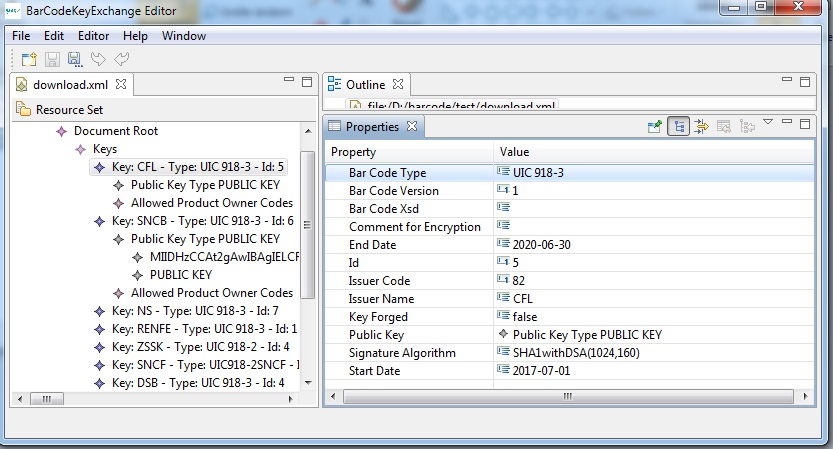 BarCodeKeyExchange Editor
File Edit Editor Help Window
download.xml
Resource Set
Document Root
Keys
Key: CFL - Type: UIC 918-3 - Id: 5
Public Key Type PUBLIC KEY
Allowed Product Owner Codes
Key: SNCB - Type: UIC 918-3 - Id: 6
Public Key Type PUBLIC KEY
MIIDHzCCAt2gAwIBAgIELCF
PUBLIC KEY
Allowed Product Owner Codes
Key: NS - Type: UIC 918-3 - Id: 7
Key: RENFE - Type: UIC 918-3 - Id: 1
Key: ZSSK - Type: UIC 918-2 - Id: 4
Key: SNCF - Type: UIC918-2SNCF - I
Key: DSB - Type: UIC 918-3 - Id: 4
Outline
file:/D:/barcode/test/download.xml
Properties
Property Value
Bar Code Type UIC 918-3
Bar Code Version 1
Bar Code Xsd
Comment for Encryption
End Date 2020-06-30
Id 5
Issuer Code 82
Issuer Name CFL
Key Forged false
Public Key Public Key Type PUBLIC KEY
Signature Algorithm SHA1withDSA(1024,160)
Start Date 2017-07-01